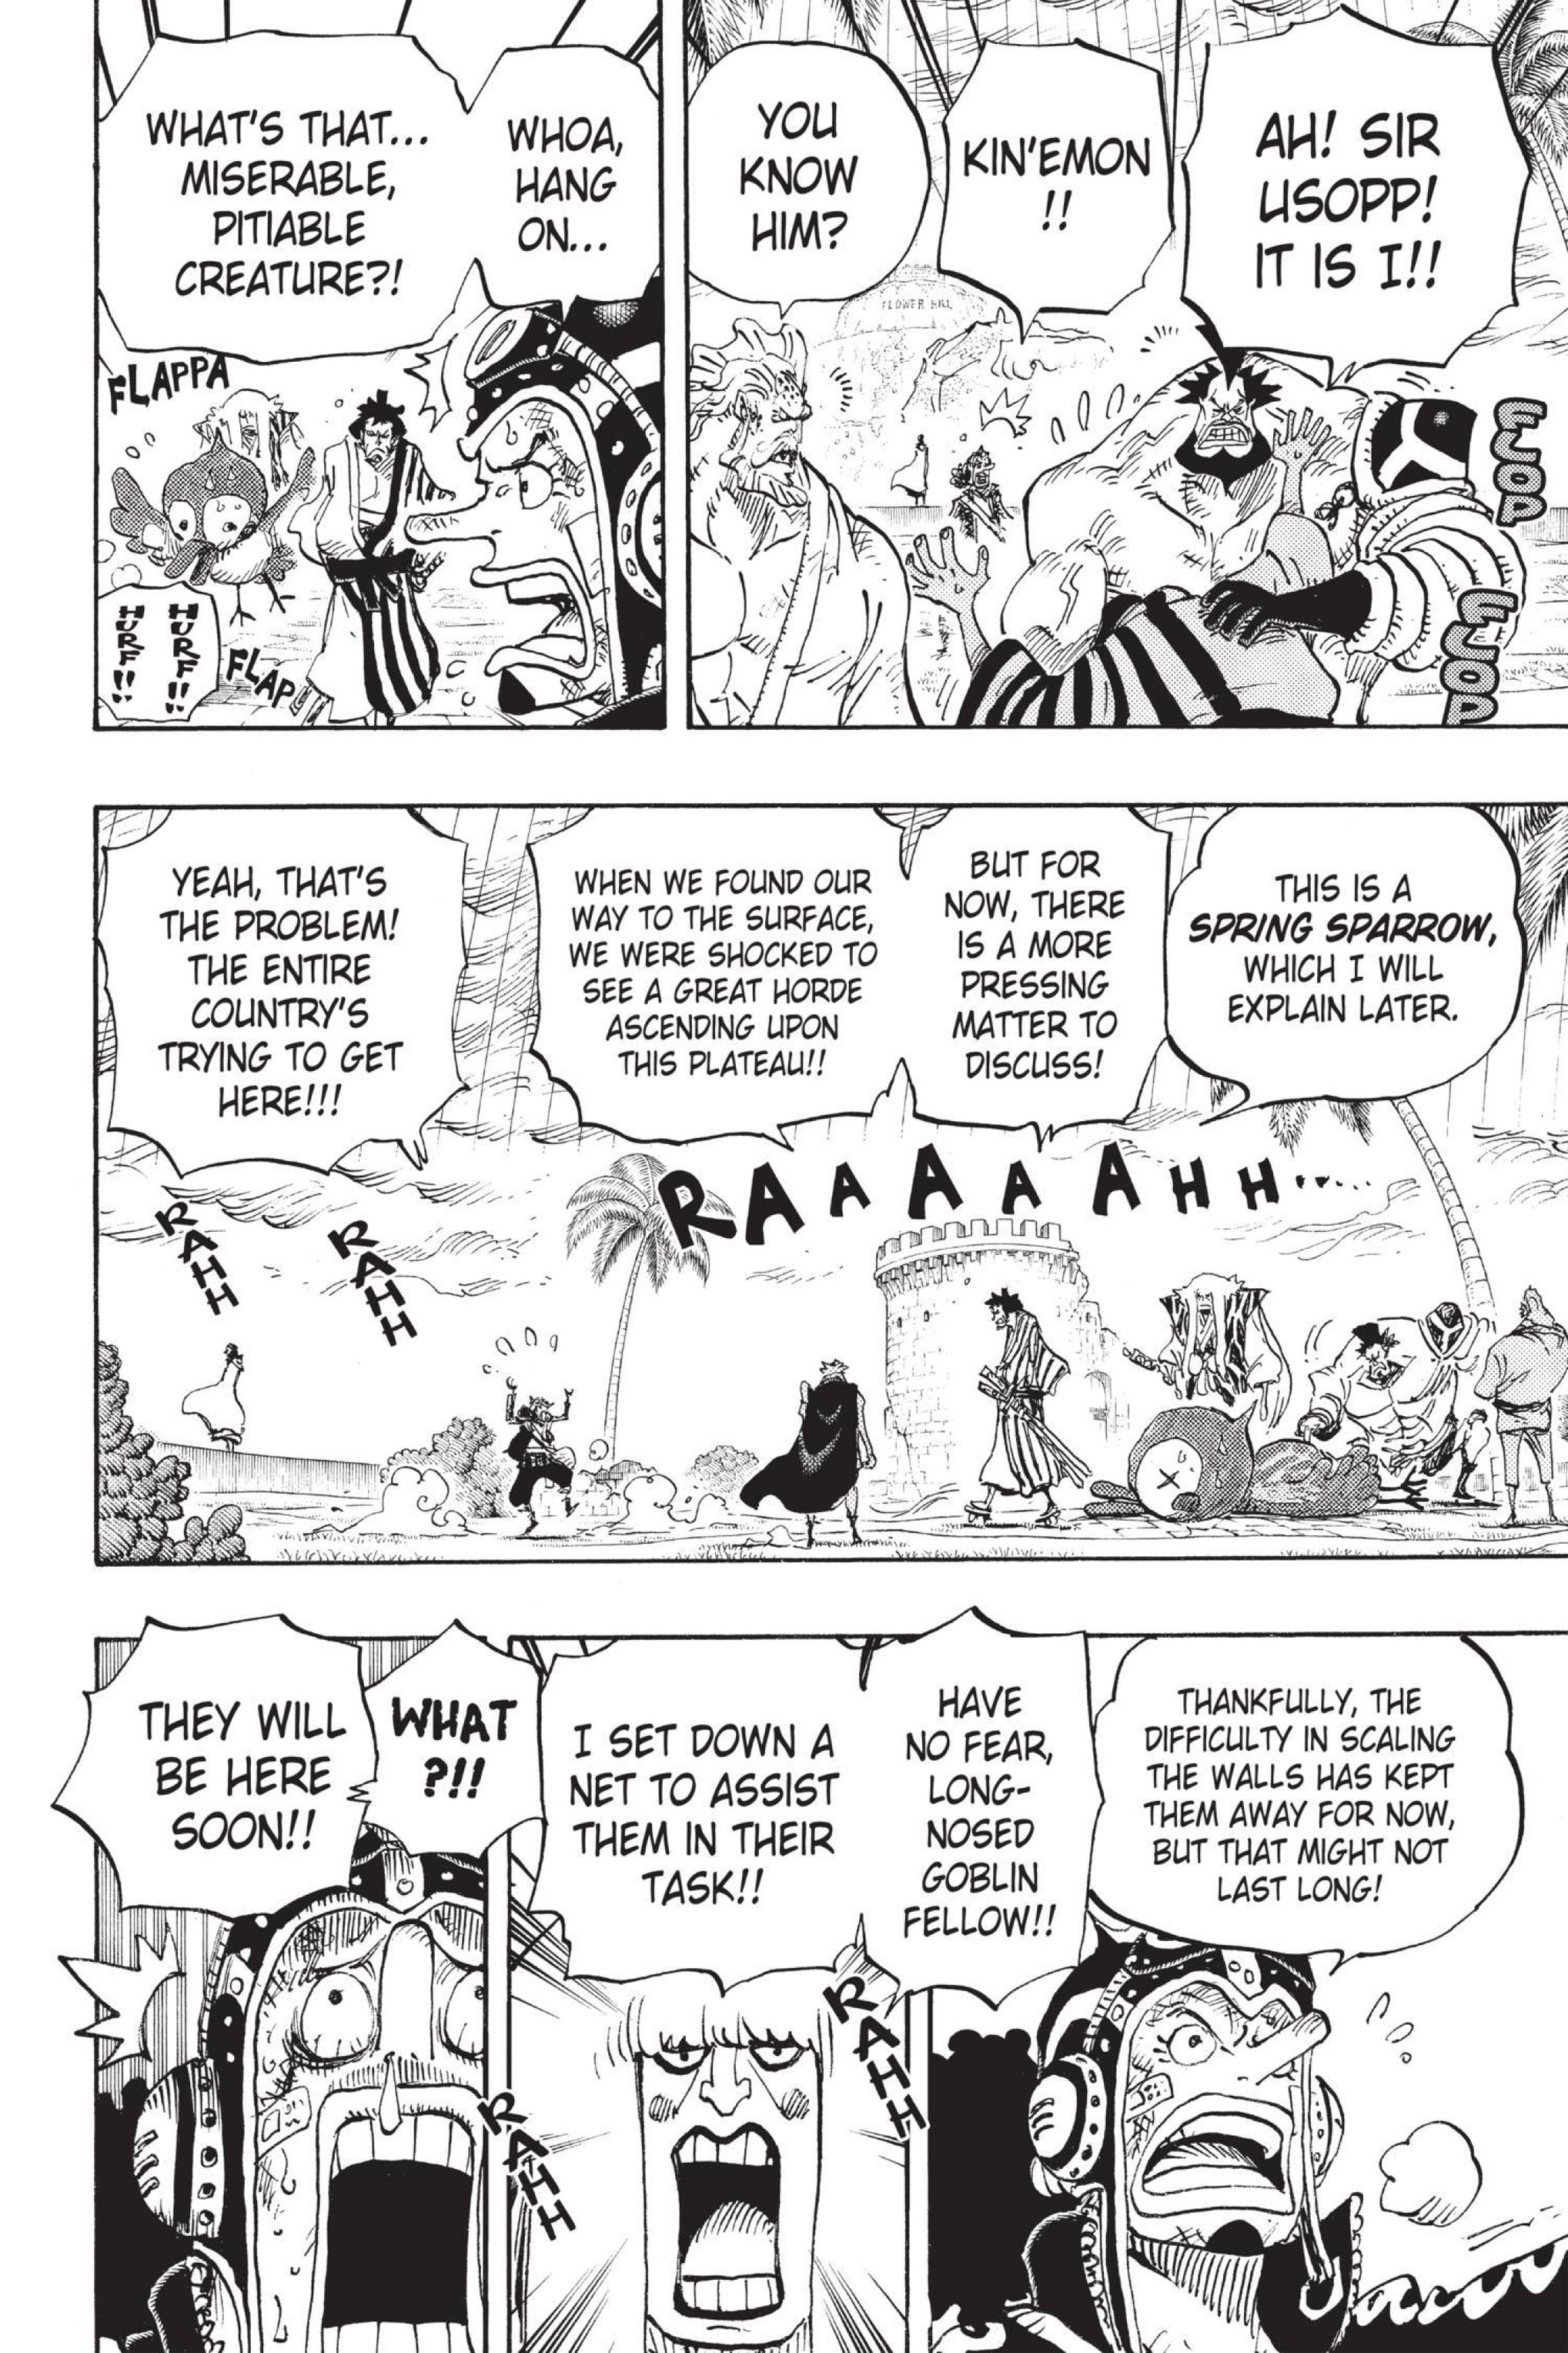 AH! SIR
USOPP!
IT IS I!!
KIN'EMON
!!
YOU
KNOW
HIM?
FLOWER HILL
FLOP
FLOP
WHOA,
HANG
ON...
WHAT'S THAT...
MISERABLE,
PITIABLE
CREATURE?!
FLAPPA
HURF!!
HURF!!
FLAP
THIS IS A
SPRING SPARROW,
WHICH I WILL
EXPLAIN LATER.
BUT FOR
NOW, THERE
IS A MORE
PRESSING
MATTER TO
DISCUSS!
WHEN WE FOUND OUR
WAY TO THE SURFACE,
WE WERE SHOCKED TO
SEE A GREAT HORDE
ASCENDING UPON
THIS PLATEAU!!
YEAH, THAT'S
THE PROBLEM!
THE ENTIRE
COUNTRY'S
TRYING TO GET
HERE!!!
RAAAAAHH.....
RAHH
RAHH
THANKFULLY, THE
DIFFICULTY IN SCALING
THE WALLS HAS KEPT
THEM AWAY FOR NOW,
BUT THAT MIGHT NOT
LAST LONG!
HAVE
NO FEAR,
LONG-
NOSED
GOBLIN
FELLOW!!
I SET DOWN A
NET TO ASSIST
THEM IN THEIR
TASK!!
RAHH
WHAT
?!!
THEY WILL
BE HERE
SOON!!
RAHH